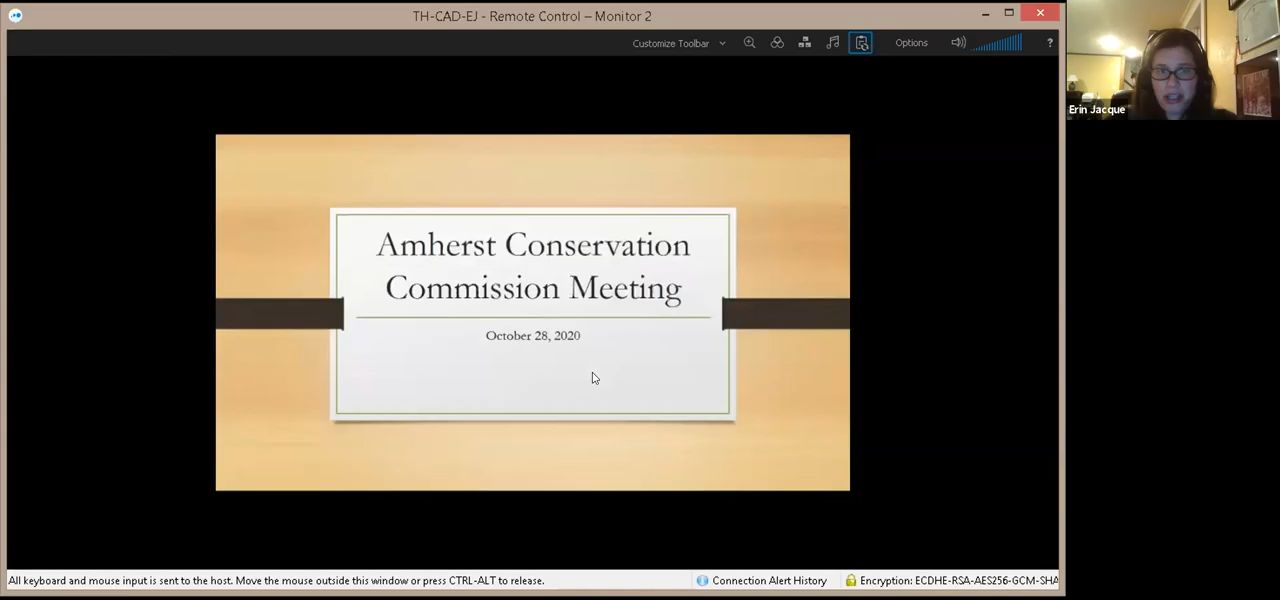 TH-CAD-EJ - Remote Control – Monitor 2
Customize Toolbar
Options
?
Erin Jacque
Amherst Conservation
Commission Meeting
October 28, 2020
All keyboard and mouse input is sent to the host. Move the mouse outside this window or press CTRL-ALT to release.
Connection Alert History
Encryption: ECDHE-RSA-AES256-GCM-SHA